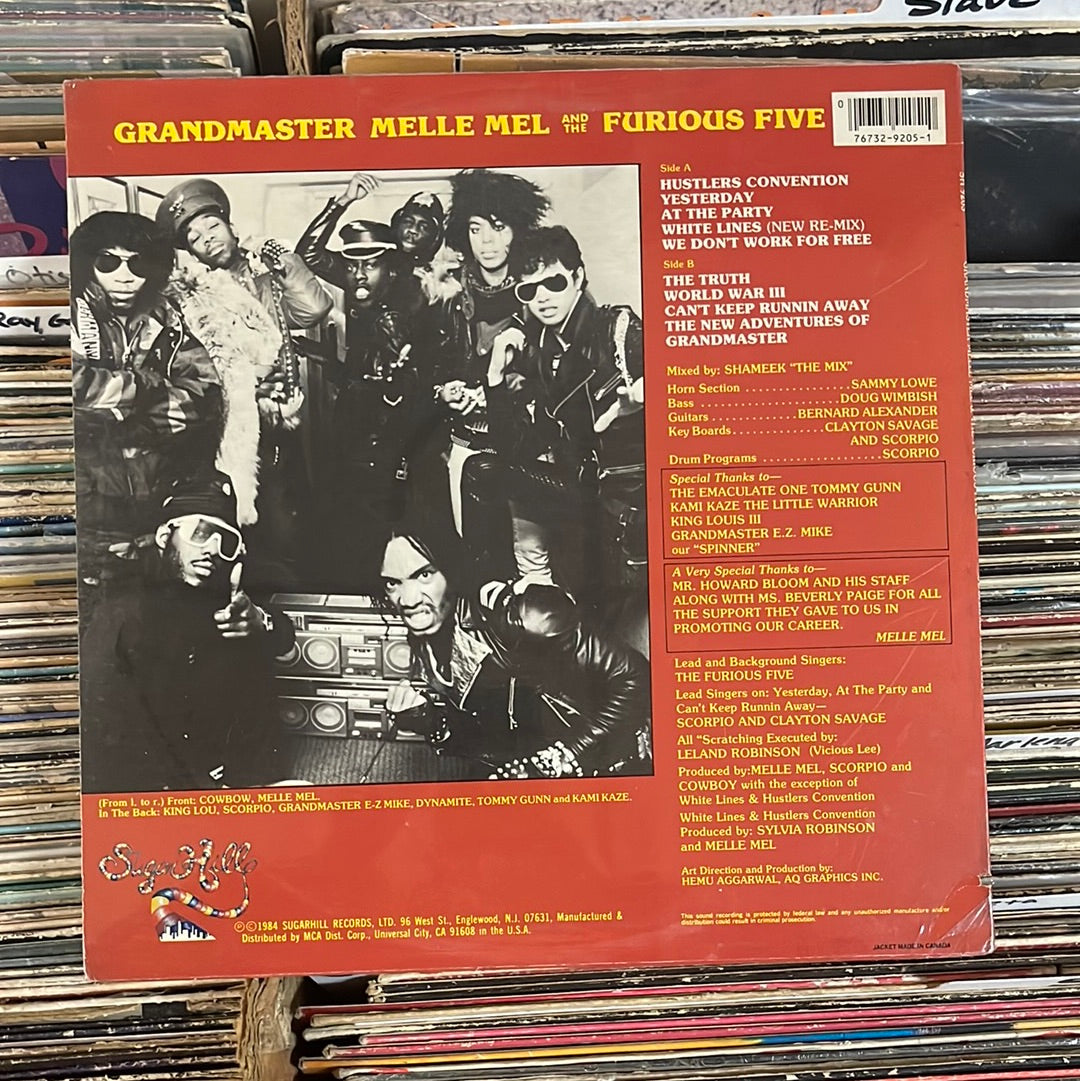 Slave
GRANDMASTER MELLE MEL AND THE FURIOUS FIVE
0
76732-9205-1
Side A
HUSTLERS CONVENTION
YESTERDAY
AT THE PARTY
WHITE LINES (NEW RE-MIX)
WE DON'T WORK FOR FREE
Side B
THE TRUTH
WORLD WAR III
CAN'T KEEP RUNNIN AWAY
THE NEW ADVENTURES OF
GRANDMASTER
Mixed by: SHAMEEK "THE MIX"
Horn Section ................SAMMY LOWE
Bass .....................DOUG WIMBISH
Guitars ............BERNARD ALEXANDER
Key Boards.............CLAYTON SAVAGE
AND SCORPIO
Drum Programs ..................SCORPIO
Special Thanks to—
THE EMACULATE ONE TOMMY GUNN
KAMI KAZE THE LITTLE WARRIOR
KING LOUIS III
GRANDMASTER E.Z. MIKE
our "SPINNER"
A Very Special Thanks to—
MR. HOWARD BLOOM AND HIS STAFF
ALONG WITH MS. BEVERLY PAIGE FOR ALL
THE SUPPORT THEY GAVE TO US IN
PROMOTING OUR CAREER.
MELLE MEL
Lead and Background Singers:
THE FURIOUS FIVE
Lead Singers on: Yesterday, At The Party and
Can't Keep Runnin Away—
SCORPIO AND CLAYTON SAVAGE
All "Scratching Executed by:
LELAND ROBINSON (Vicious Lee)
Produced by:MELLE MEL, SCORPIO and
COWBOY with the exception of
White Lines & Hustlers Convention
White Lines & Hustlers Convention
Produced by: SYLVIA ROBINSON
and MELLE MEL
Art Direction and Production by:
HEMU AGGARWAL, AQ GRAPHICS INC.
(From l. to r.) Front: COWBOW, MELLE MEL.
In The Back: KING LOU, SCORPIO, GRANDMASTER E-Z MIKE, DYNAMITE, TOMMY GUNN and KAMI KAZE.
Sugar Hill
Ⓟ©1984 SUGARHILL RECORDS, LTD. 96 West St., Englewood, N.J. 07631, Manufactured &
Distributed by MCA Dist. Corp., Universal City, CA 91608 in the U.S.A.
This sound recording is protected by federal law and any unauthorized manufacture and/or
distribution could result in criminal prosecution.
JACKET MADE IN CANADA